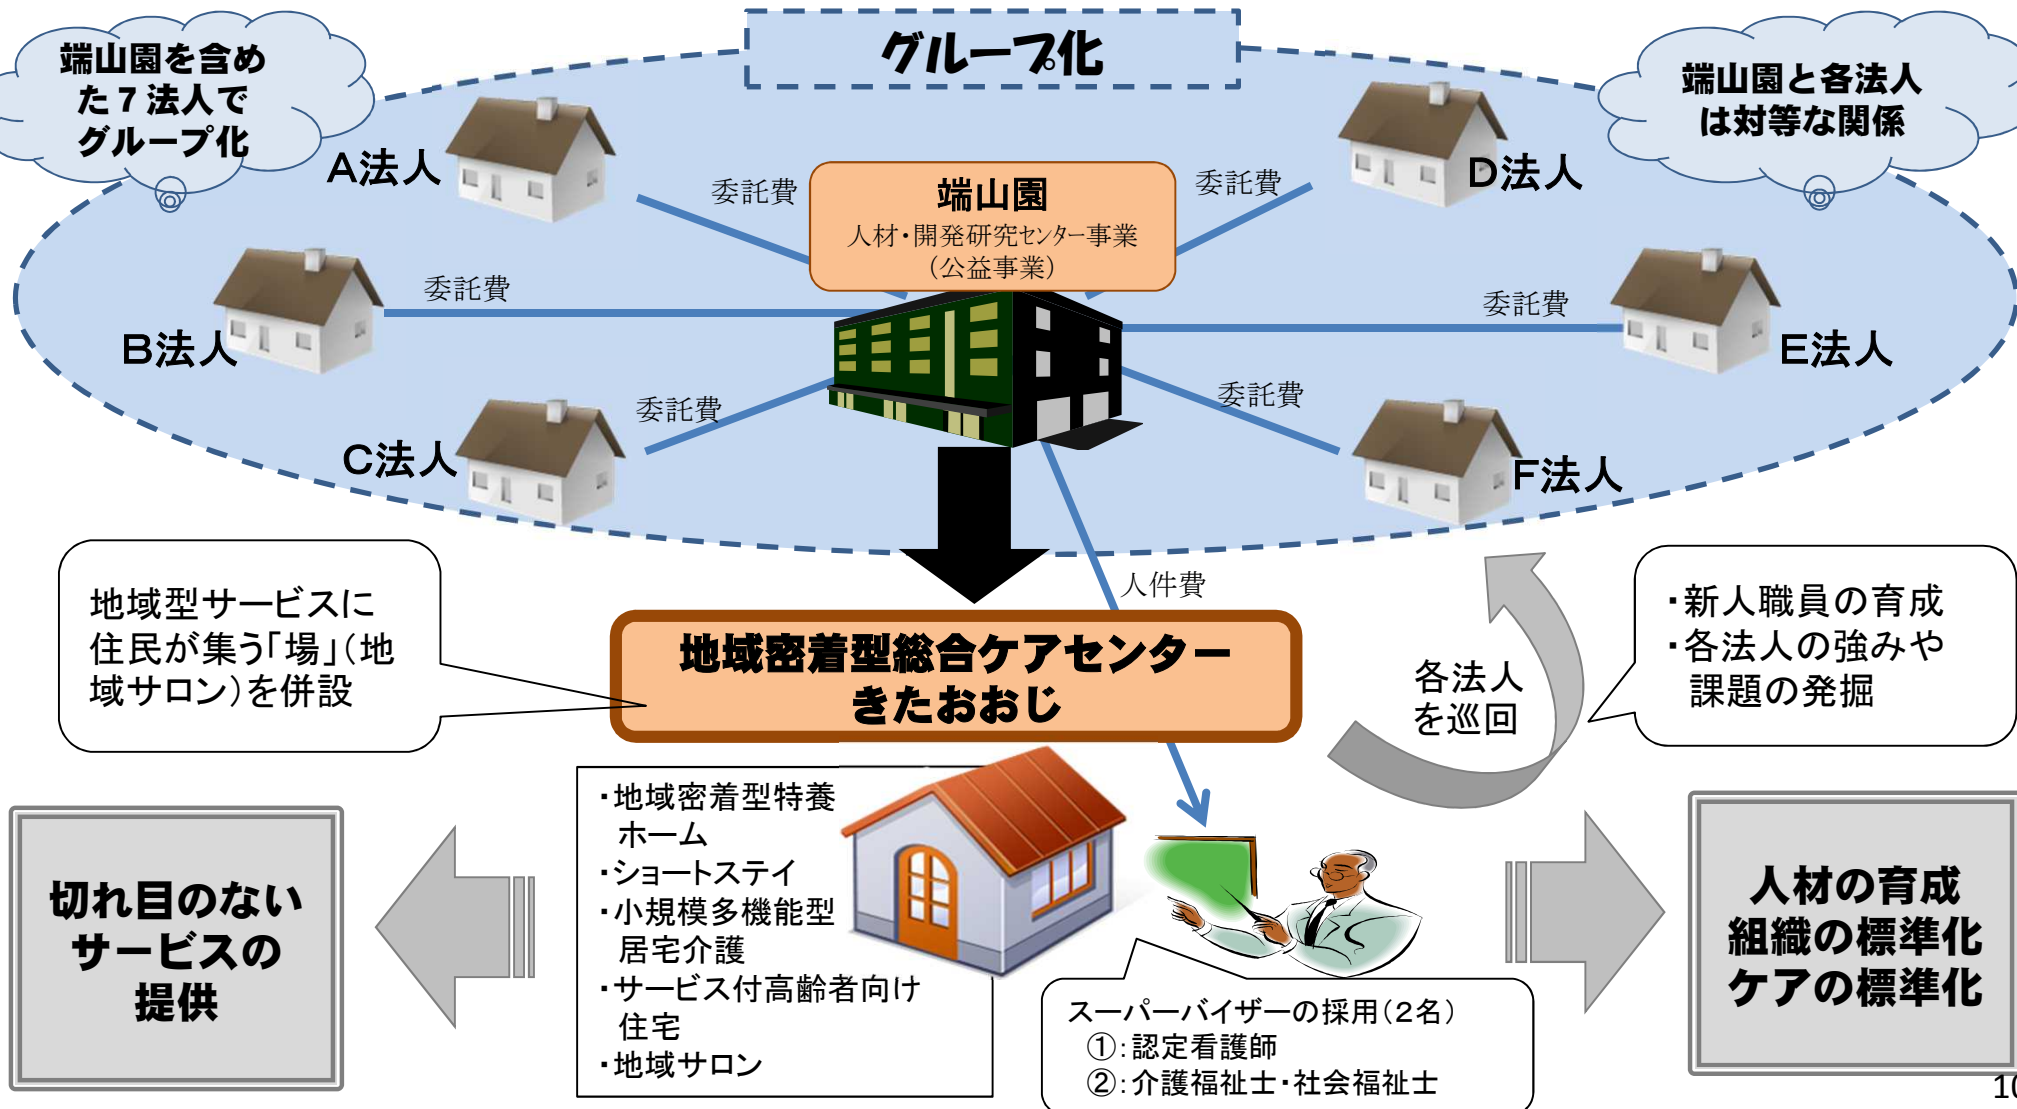 グループ化
端山園を含め
た７法人で
グループ化
端山園と各法人
は対等な関係
A法人
B法人
C法人
D法人
E法人
F法人
委託費
委託費
委託費
委託費
委託費
委託費
端山園
人材・開発研究センター事業
（公益事業）
人件費
地域密着型総合ケアセンター
きたおおじ
地域型サービスに
住民が集う「場」（地
域サロン）を併設
各法人
を巡回
・新人職員の育成
・各法人の強みや
課題の発掘
切れ目のない
サービスの
提供
・地域密着型特養
ホーム
・ショートステイ
・小規模多機能型
居宅介護
・サービス付高齢者向け
住宅
・地域サロン
スーパーバイザーの採用（２名）
①：認定看護師
②：介護福祉士・社会福祉士
人材の育成
組織の標準化
ケアの標準化